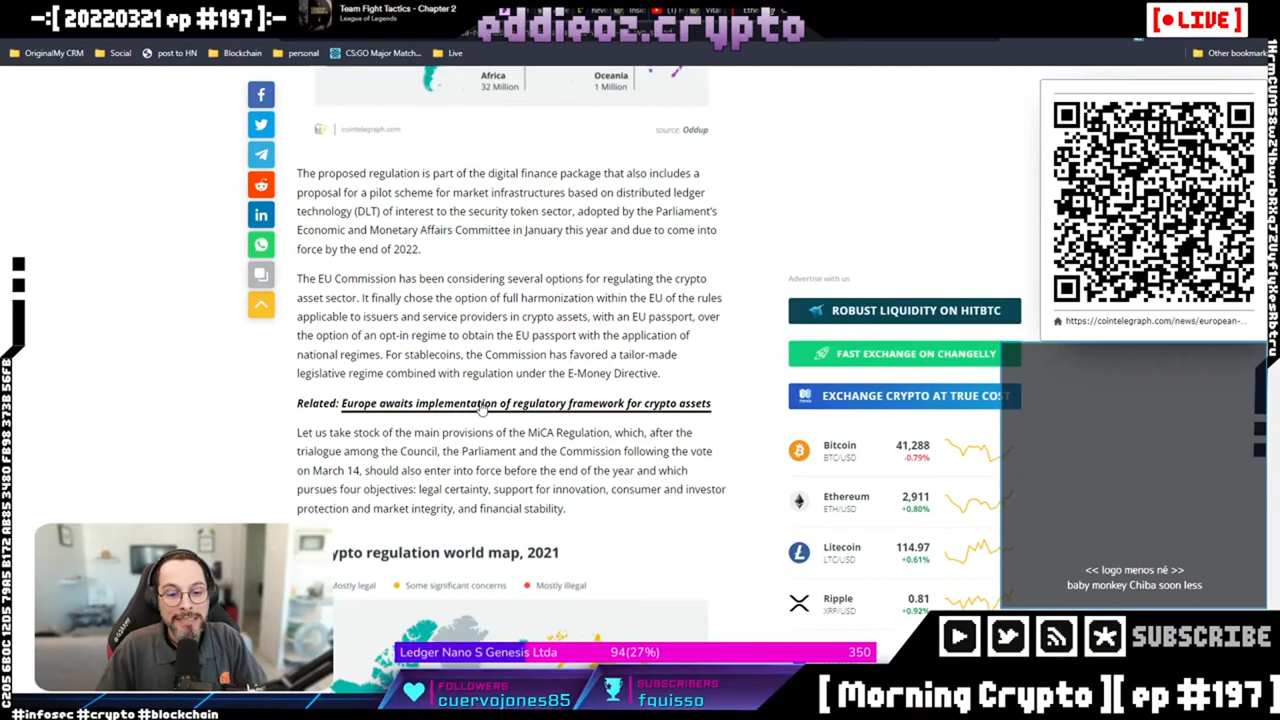 -:[ 20220321 ep #197]:-
Team Fight Tactics - Chapter 2
League of Legends
eddieoz.crypto
[● LIVE]
OriginalMy CRM
Social
post to HN
Blockchain
personal
CS:GO Major Match...
Live
Other bookmark
Africa
32 Million
Oceania
1 Million
cointelegraph.com
source: Oddup
The proposed regulation is part of the digital finance package that also includes a
proposal for a pilot scheme for market infrastructures based on distributed ledger
technology (DLT) of interest to the security token sector, adopted by the Parliament's
Economic and Monetary Affairs Committee in January this year and due to come into
force by the end of 2022.
The EU Commission has been considering several options for regulating the crypto
asset sector. It finally chose the option of full harmonization within the EU of the rules
applicable to issuers and service providers in crypto assets, with an EU passport, over
the option of an opt-in regime to obtain the EU passport with the application of
national regimes. For stablecoins, the Commission has favored a tailor-made
legislative regime combined with regulation under the E-Money Directive.
Related: Europe awaits implementation of regulatory framework for crypto assets
Let us take stock of the main provisions of the MiCA Regulation, which, after the
trialogue among the Council, the Parliament and the Commission following the vote
on March 14, should also enter into force before the end of the year and which
pursues four objectives: legal certainty, support for innovation, consumer and investor
protection and market integrity, and financial stability.
ypto regulation world map, 2021
Mostly legal
Some significant concerns
Mostly illegal
https://cointelegraph.com/news/european-...
Advertise with us
ROBUST LIQUIDITY ON HITBTC
FAST EXCHANGE ON CHANGELLY
EXCHANGE CRYPTO AT TRUE COST
Bitcoin
BTC/USD
41,288
-0.79%
Ethereum
ETH/USD
2,911
+0.80%
Litecoin
LTC/USD
114.97
+0.61%
Ripple
XRP/USD
0.81
+0.92%
<< logo menos né >>
baby monkey Chiba soon less
Ledger Nano S Genesis Ltda
94(27%)
350
FOLLOWERS
cuervojones85
SUBSCRIBERS
fquisso
SUBSCRIBE
[ Morning Crypto ][ ep #197 ]
#infosec #crypto #blockchain